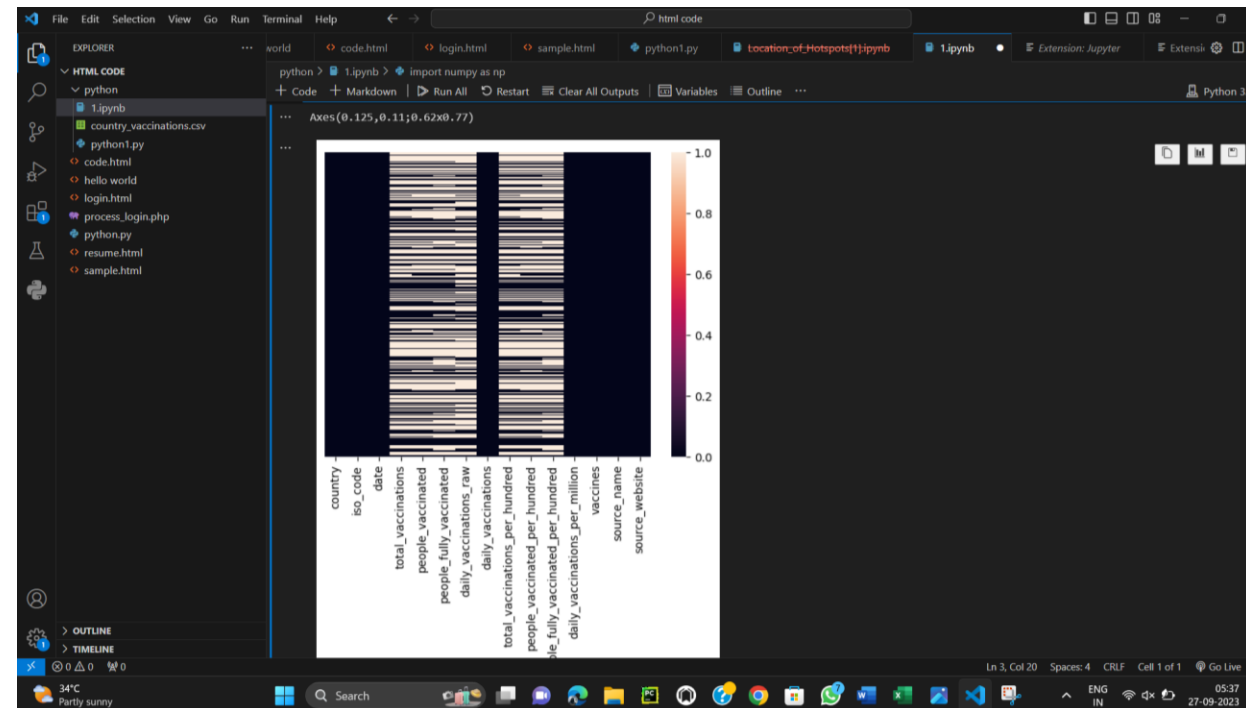 File Edit Selection View Go Run Terminal Help
html code
EXPLORER
HTML CODE
python
1.ipynb
country_vaccinations.csv
python1.py
code.html
hello world
login.html
process_login.php
python.py
resume.html
sample.html
OUTLINE
TIMELINE
world code.html login.html sample.html python1.py Location_of_Hotspots[1].ipynb 1.ipynb Extension: Jupyter Extensi
python > 1.ipynb > import numpy as np
+ Code + Markdown Run All Restart Clear All Outputs Variables Outline ... Python 3
Axes(0.125,0.11;0.62x0.77)
1.0
0.8
0.6
0.4
0.2
0.0
country
iso_code
date
total_vaccinations
people_vaccinated
people_fully_vaccinated
daily_vaccinations_raw
daily_vaccinations
total_vaccinations_per_hundred
people_vaccinated_per_hundred
ple_fully_vaccinated_per_hundred
daily_vaccinations_per_million
vaccines
source_name
source_website
0 0 0 Ln 3, Col 20 Spaces: 4 CRLF Cell 1 of 1 Go Live
34°C
Partly sunny
Search
ENG
IN
05:37
27-09-2023